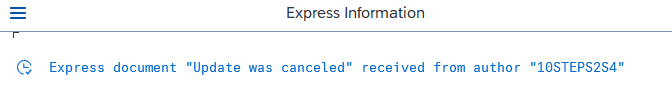 Express Information
Express document "Update was canceled" received from author "10STEPS2S4"